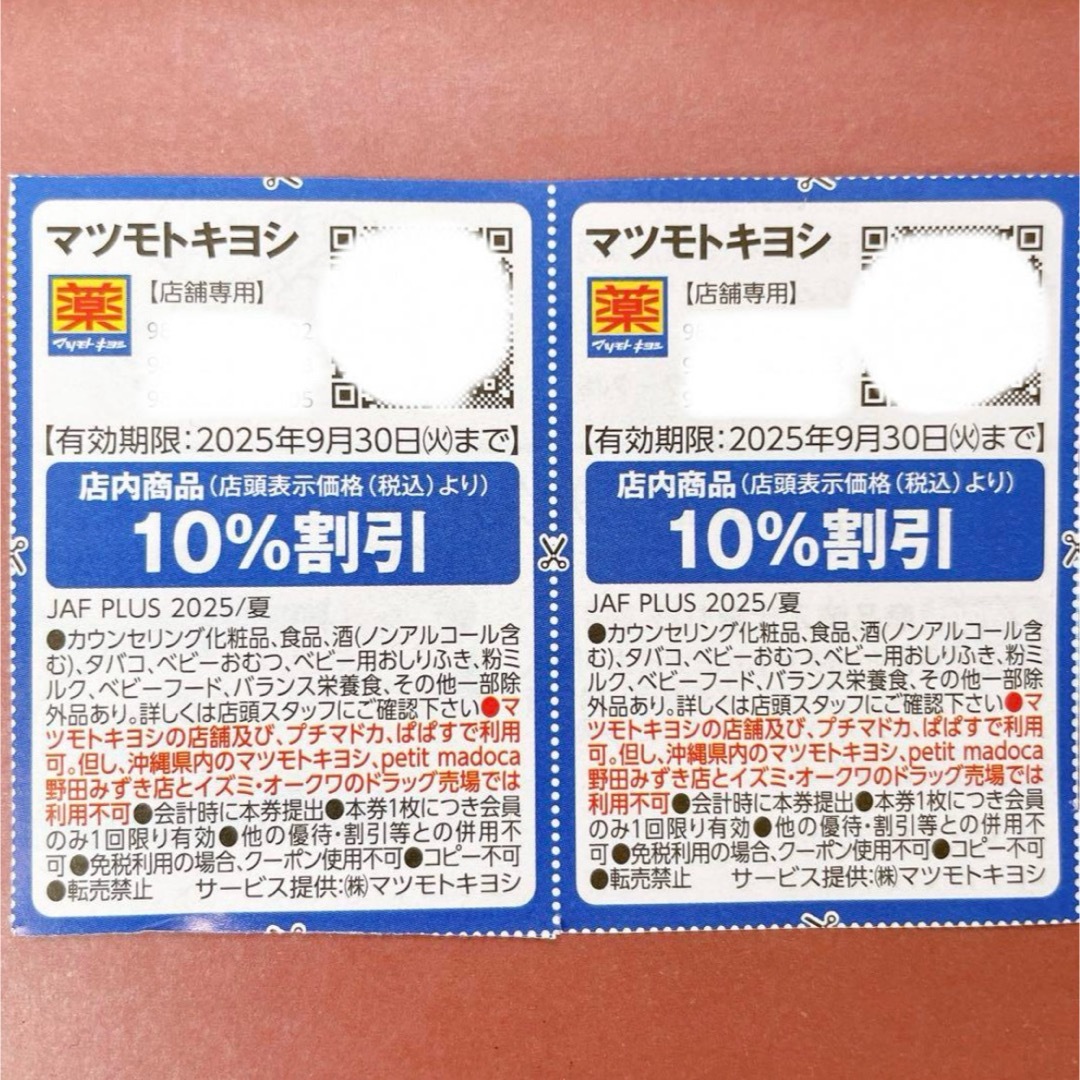 マツモトキヨシ
薬
マツモトキヨシ
【店舗専用】
【有効期限:2025年9月30日㈫まで】
店内商品(店頭表示価格(税込)より)
10%割引
JAF PLUS 2025/夏
●カウンセリング化粧品、食品、酒(ノンアルコール含
む)、タバコ、ベビーおむつ、ベビー用おしりふき、粉ミ
ルク、ベビーフード、バランス栄養食、その他一部除
外品あり。詳しくは店頭スタッフにご確認下さい●マ
ツモトキヨシの店舗及び、プチマドカ、ぱぱすで利用
可。但し、沖縄県内のマツモトキヨシ、petit madoca
野田みずき店とイズミ・オークワのドラッグ売場では
利用不可●会計時に本券提出●本券1枚につき会員
のみ1回限り有効●他の優待・割引等との併用不
可●免税利用の場合、クーポン使用不可●コピー不可
●転売禁止 サービス提供:㈱マツモトキヨシ
マツモトキヨシ
薬
マツモトキヨシ
【店舗専用】
【有効期限:2025年9月30日㈫まで】
店内商品(店頭表示価格(税込)より)
10%割引
JAF PLUS 2025/夏
●カウンセリング化粧品、食品、酒(ノンアルコール含
む)、タバコ、ベビーおむつ、ベビー用おしりふき、粉ミ
ルク、ベビーフード、バランス栄養食、その他一部除
外品あり。詳しくは店頭スタッフにご確認下さい●マ
ツモトキヨシの店舗及び、プチマドカ、ぱぱすで利用
可。但し、沖縄県内のマツモトキヨシ、petit madoca
野田みずき店とイズミ・オークワのドラッグ売場では
利用不可●会計時に本券提出●本券1枚につき会員
のみ1回限り有効●他の優待・割引等との併用不
可●免税利用の場合、クーポン使用不可●コピー不可
●転売禁止 サービス提供:㈱マツモトキヨシ